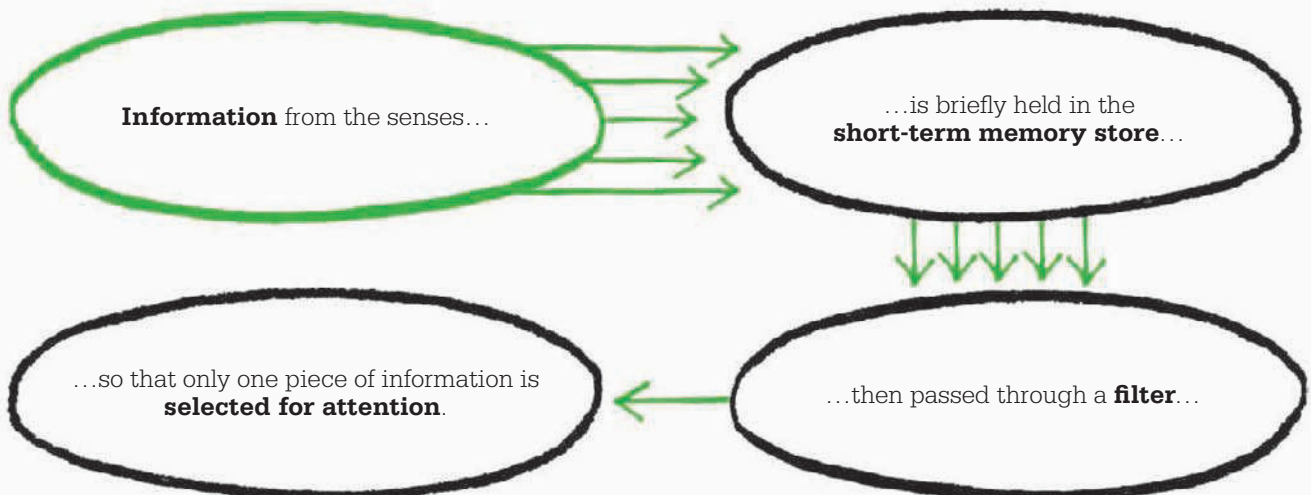 Information from the senses…
…is briefly held in the
short-term memory store…
…then passed through a filter…
…so that only one piece of information is
selected for attention.